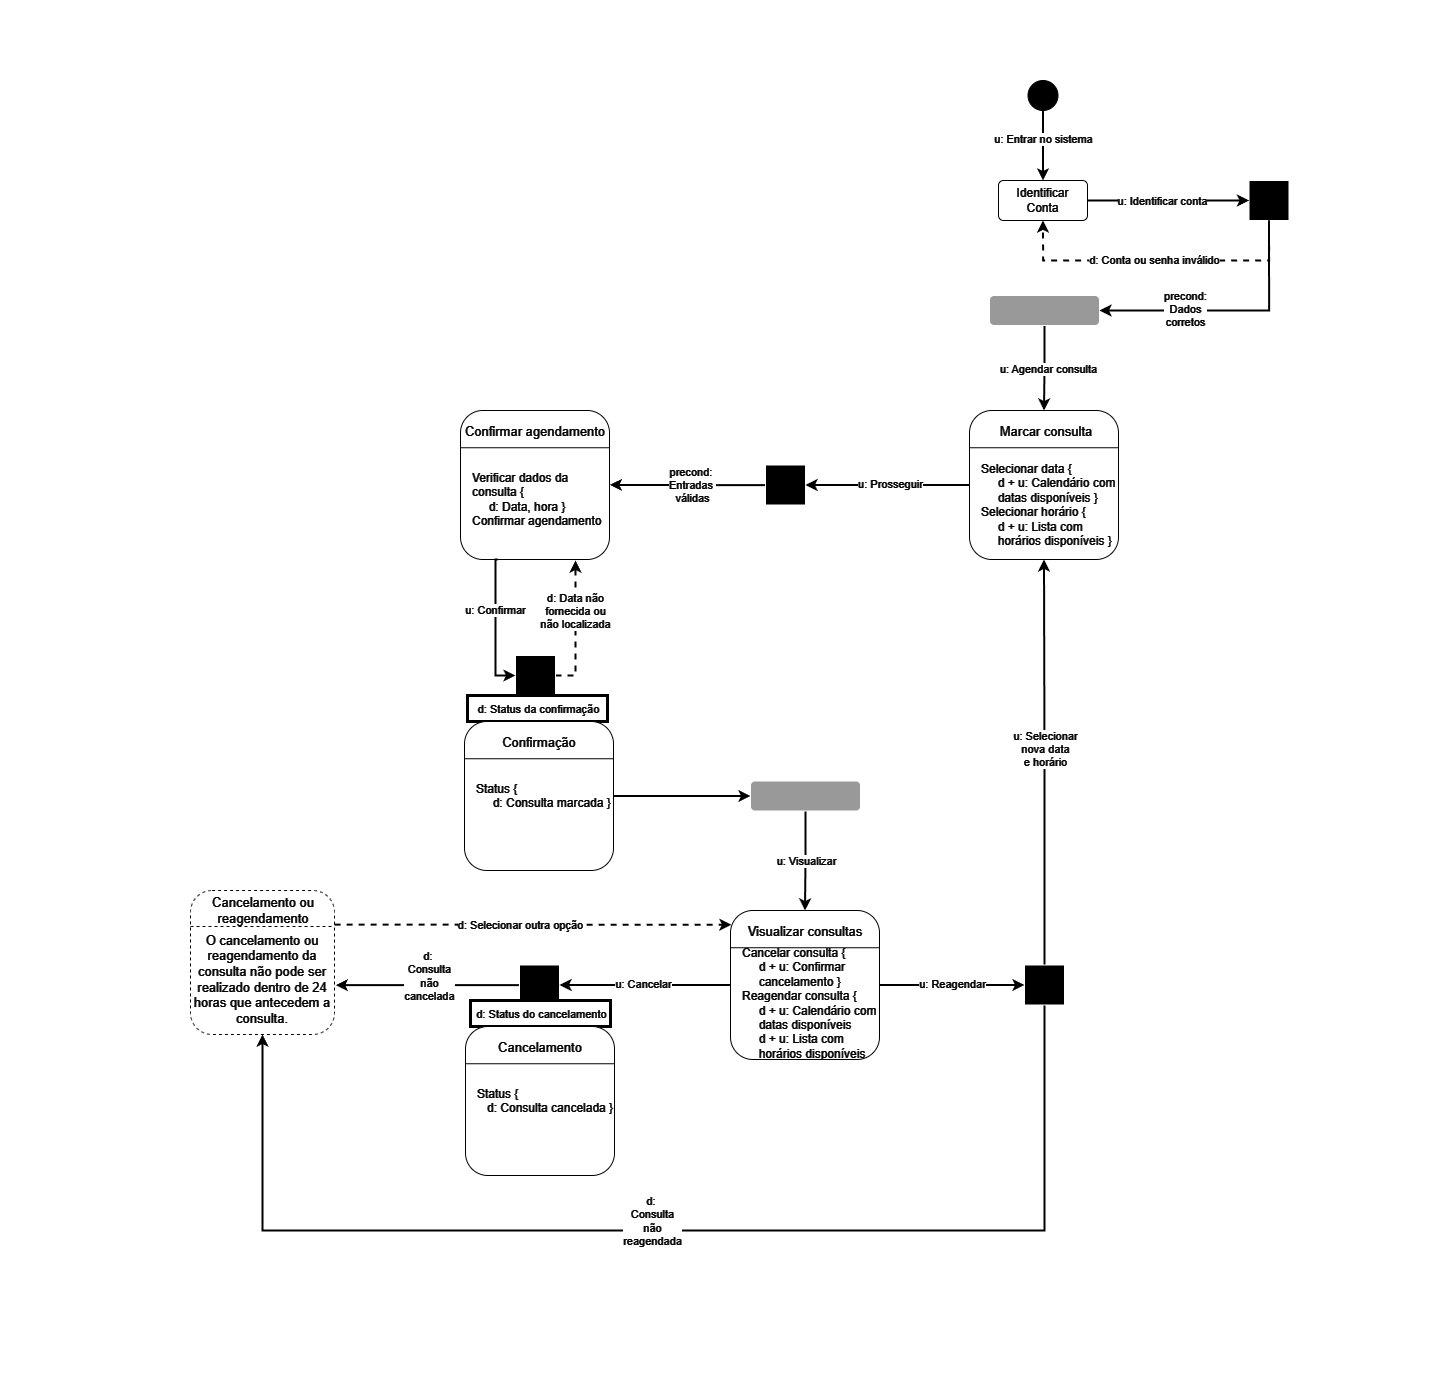 u: Entrar no sistema
Identificar
Conta
u: Identificar conta
d: Conta ou senha inválido
precond:
Dados
corretos
u: Agendar consulta
Confirmar agendamento
Verificar dados da
consulta {
d: Data, hora }
Confirmar agendamento
precond:
Entradas
válidas
u: Prosseguir
Marcar consulta
Selecionar data {
d + u: Calendário com
datas disponíveis }
Selecionar horário {
d + u: Lista com
horários disponíveis }
u: Confirmar
d: Data não
fornecida ou
não localizada
d: Status da confirmação
Confirmação
Status {
d: Consulta marcada }
u: Selecionar
nova data
e horário
u: Visualizar
Cancelamento ou
reagendamento
O cancelamento ou
reagendamento da
consulta não pode ser
realizado dentro de 24
horas que antecedem a
consulta.
d: Selecionar outra opção
d:
Consulta
não
cancelada
u: Cancelar
Visualizar consultas
Cancelar consulta {
d + u: Confirmar
cancelamento }
Reagendar consulta {
d + u: Calendário com
datas disponíveis
d + u: Lista com
horários disponíveis
u: Reagendar
d: Status do cancelamento
Cancelamento
Status {
d: Consulta cancelada }
d:
Consulta
não
reagendada